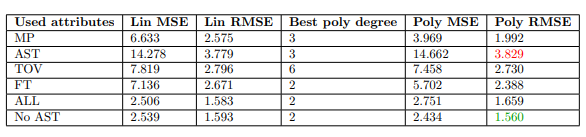 Used attributes Lin MSE Lin RMSE Best poly degree Poly MSE Poly RMSE
MP 6.633 2.575 3 3.969 1.992
AST 14.278 3.779 3 14.662 3.829
TOV 7.819 2.796 6 7.458 2.730
FT 7.136 2.671 2 5.702 2.388
ALL 2.506 1.583 2 2.751 1.659
No AST 2.539 1.593 2 2.434 1.560